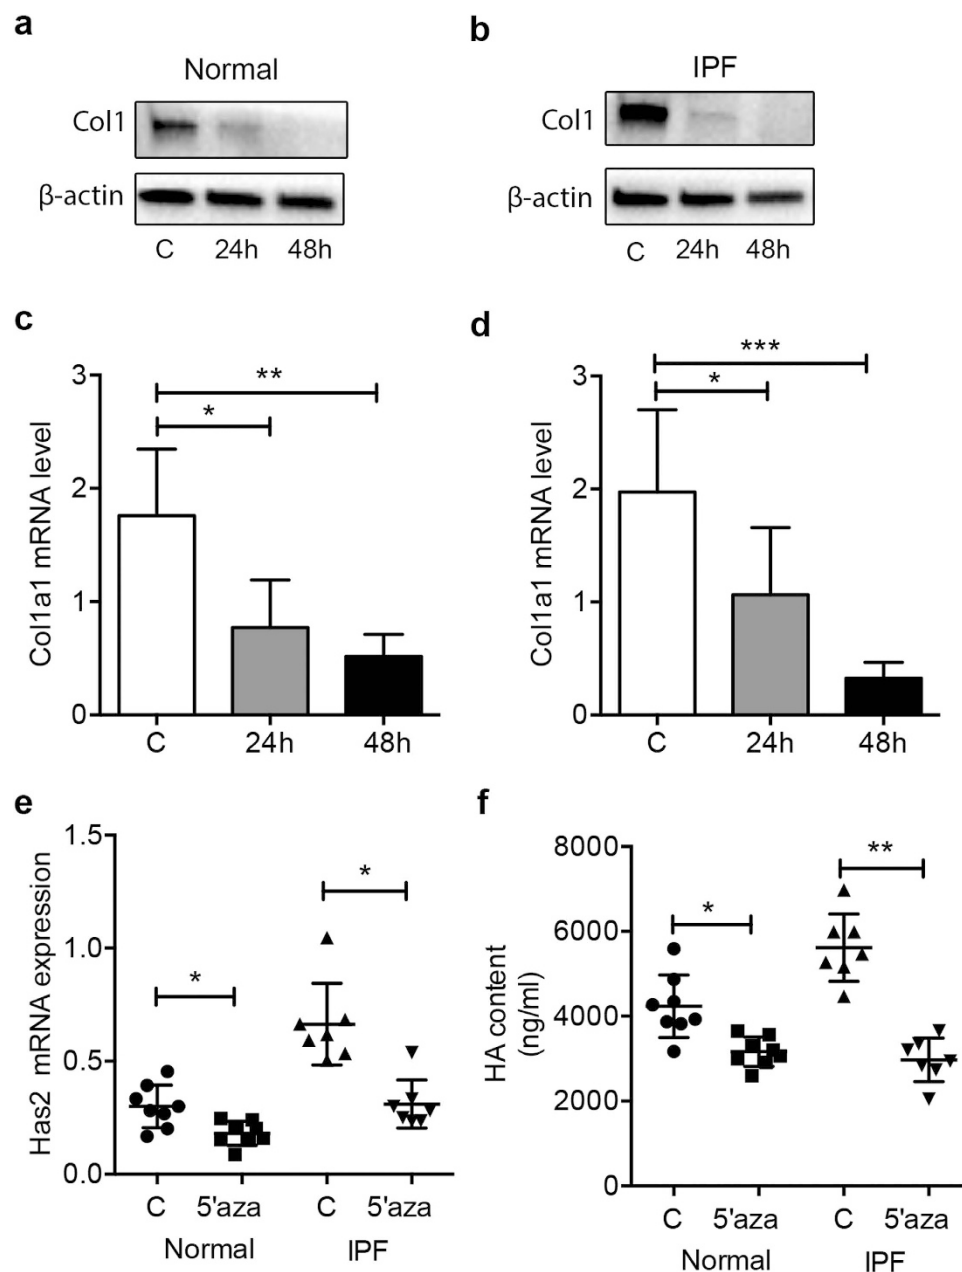 a
Normal
Col1
β-actin
C 24h 48h
b
IPF
Col1
β-actin
C 24h 48h
c
Col1a1 mRNA level
3
2
1
0
**
*
C 24h 48h
d
Col1a1 mRNA level
3
2
1
0
***
*
C 24h 48h
e
Has2 mRNA expression
1.5
1.0
0.5
0.0
*
*
C 5'aza C 5'aza
Normal IPF
f
HA content
(ng/ml)
8000
6000
4000
2000
0
*
**
C 5'aza C 5'aza
Normal IPF